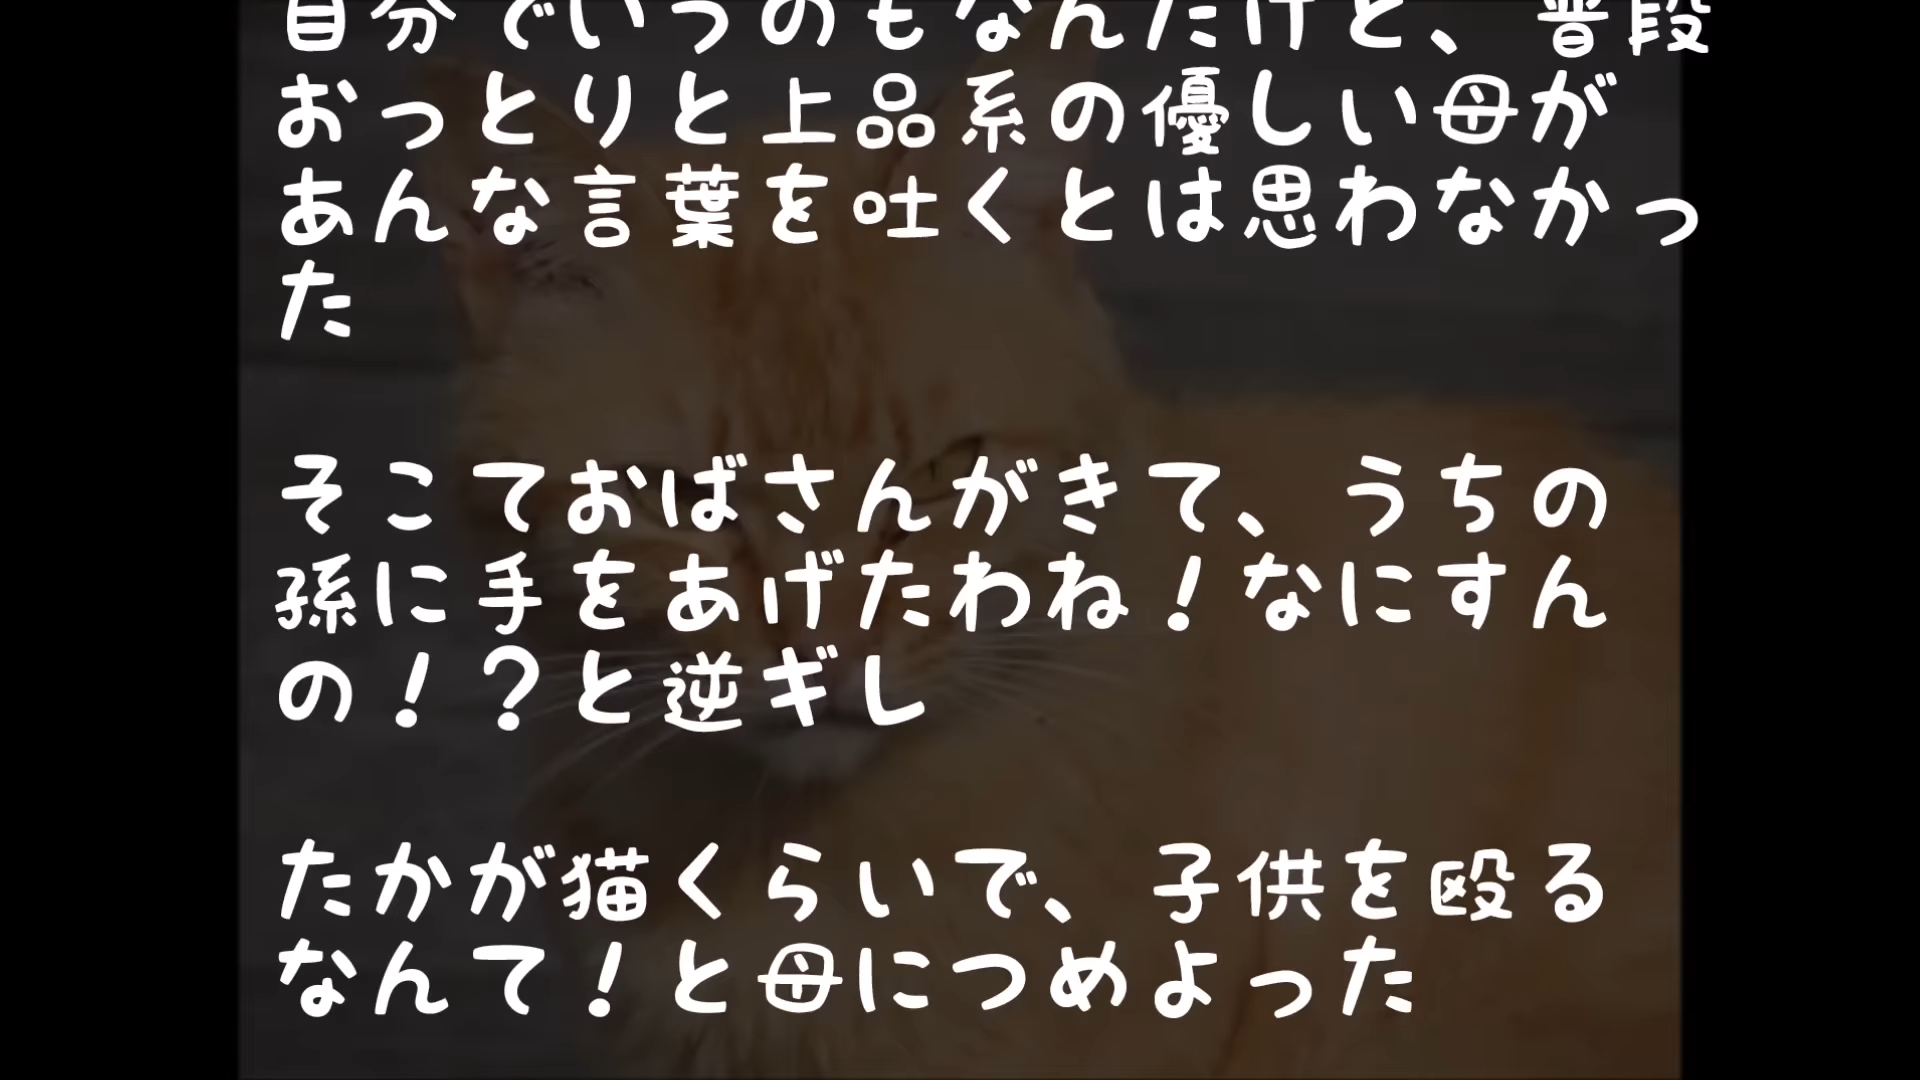 自分でいうのもなんだけど、普段
おっとりと上品系の優しい母が
あんな言葉を吐くとは思わなかっ
た
そこておばさんがきて、うちの
孫に手をあげたわね！なにすん
の！？と逆ギレ
たかが猫くらいで、子供を殴る
なんて！と母につめよった